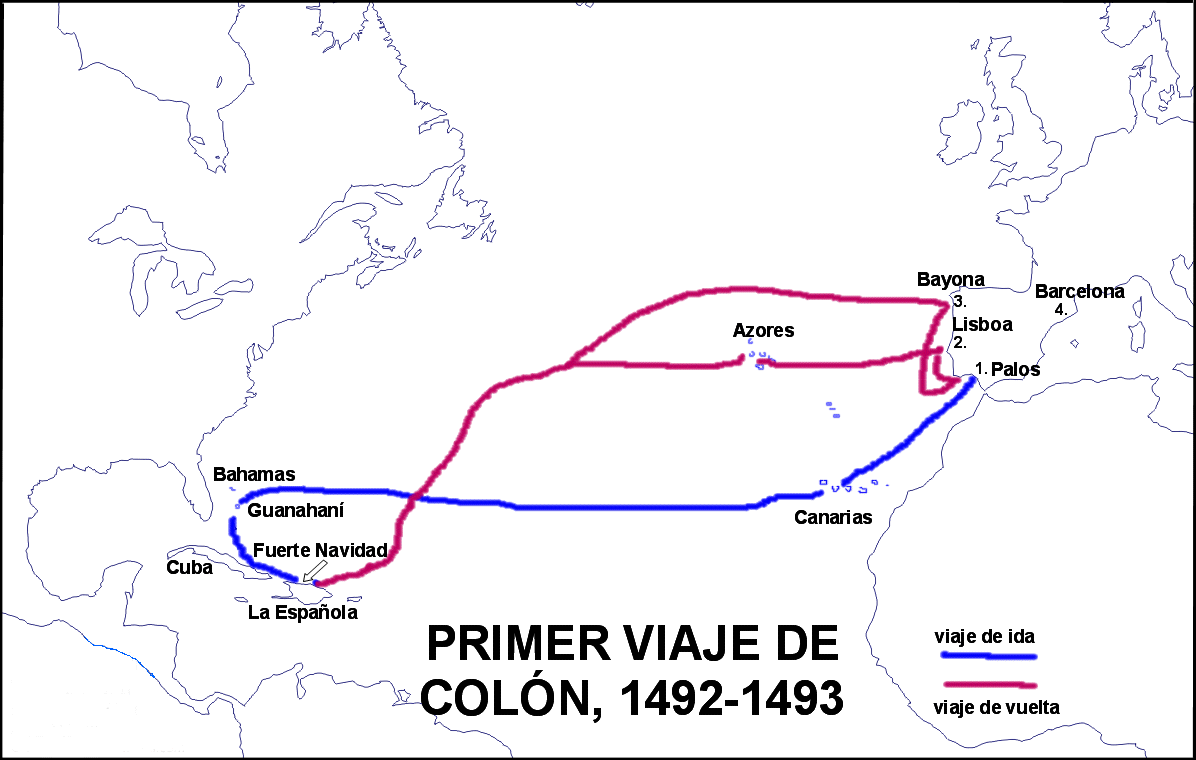 Bayona
3.
Barcelona
4.
Azores
Lisboa
2.
1. Palos
Bahamas
Guanahaní
Canarias
Fuerte Navidad
Cuba
La Española
PRIMER VIAJE DE
COLÓN, 1492-1493
viaje de ida
viaje de vuelta